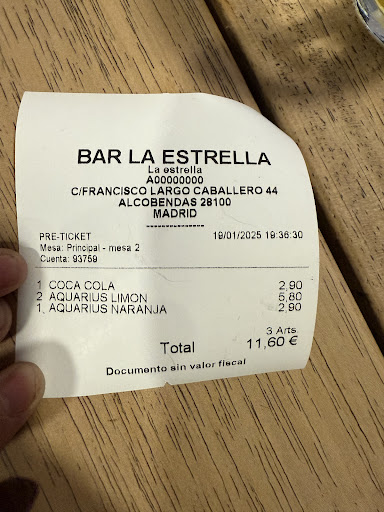 BAR LA ESTRELLA
La estrella
A00000000
C/FRANCISCO LARGO CABALLERO 44
ALCOBENDAS 28100
MADRID
--------------------
PRE-TICKET 19/01/2025 19:36:30
Mesa: Principal - mesa 2
Cuenta: 93759
1 COCA COLA 2,90
2 AQUARIUS LIMON 5,80
1, AQUARIUS NARANJA 2,90
3 Arts.
Total 11,60 €
Documento sin valor fiscal